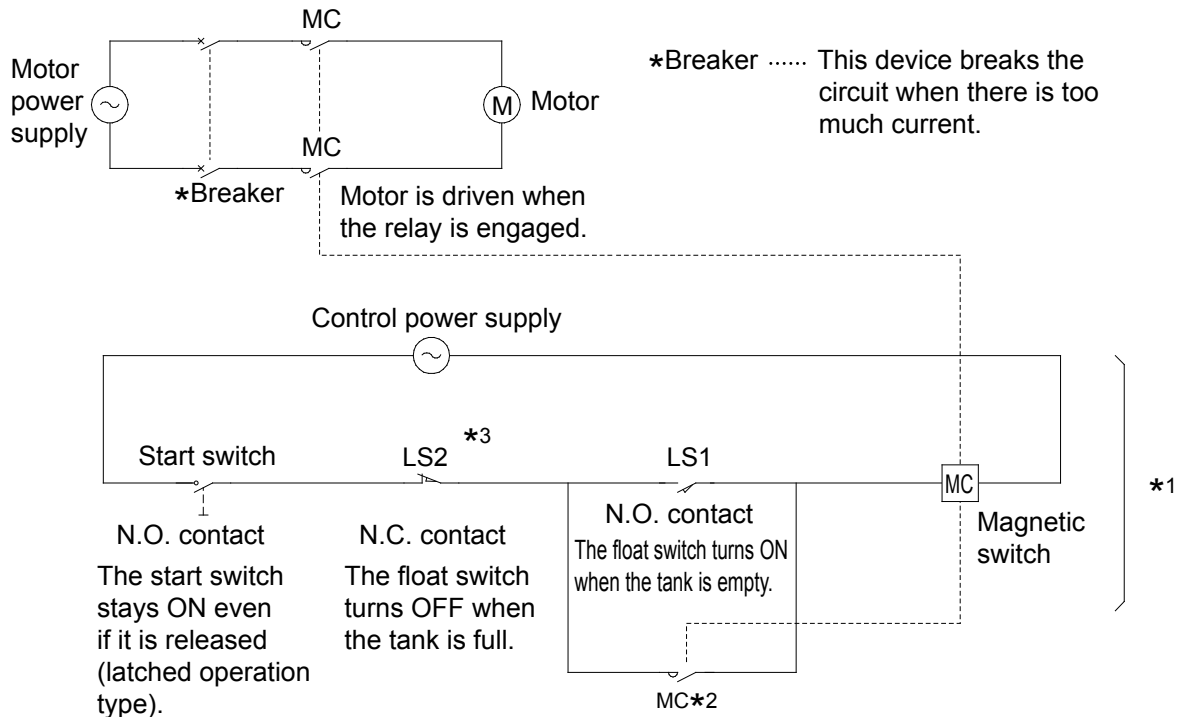 MC
Motor
power
supply
M
Motor
*Breaker ...... This device breaks the
circuit when there is too
much current.
MC
*Breaker
Motor is driven when
the relay is engaged.
Control power supply
Start switch
LS2
*3
LS1
MC
*1
N.O. contact
The start switch
stays ON even
if it is released
(latched operation
type).
N.C. contact
The float switch
turns OFF when
the tank is full.
N.O. contact
The float switch turns ON
when the tank is empty.
Magnetic
switch
MC*2